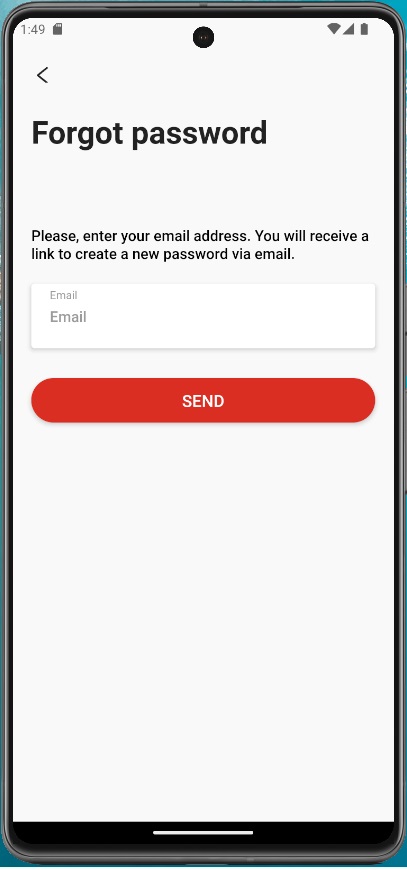 1:49
Forgot password
Please, enter your email address. You will receive a
link to create a new password via email.
Email
Email
SEND